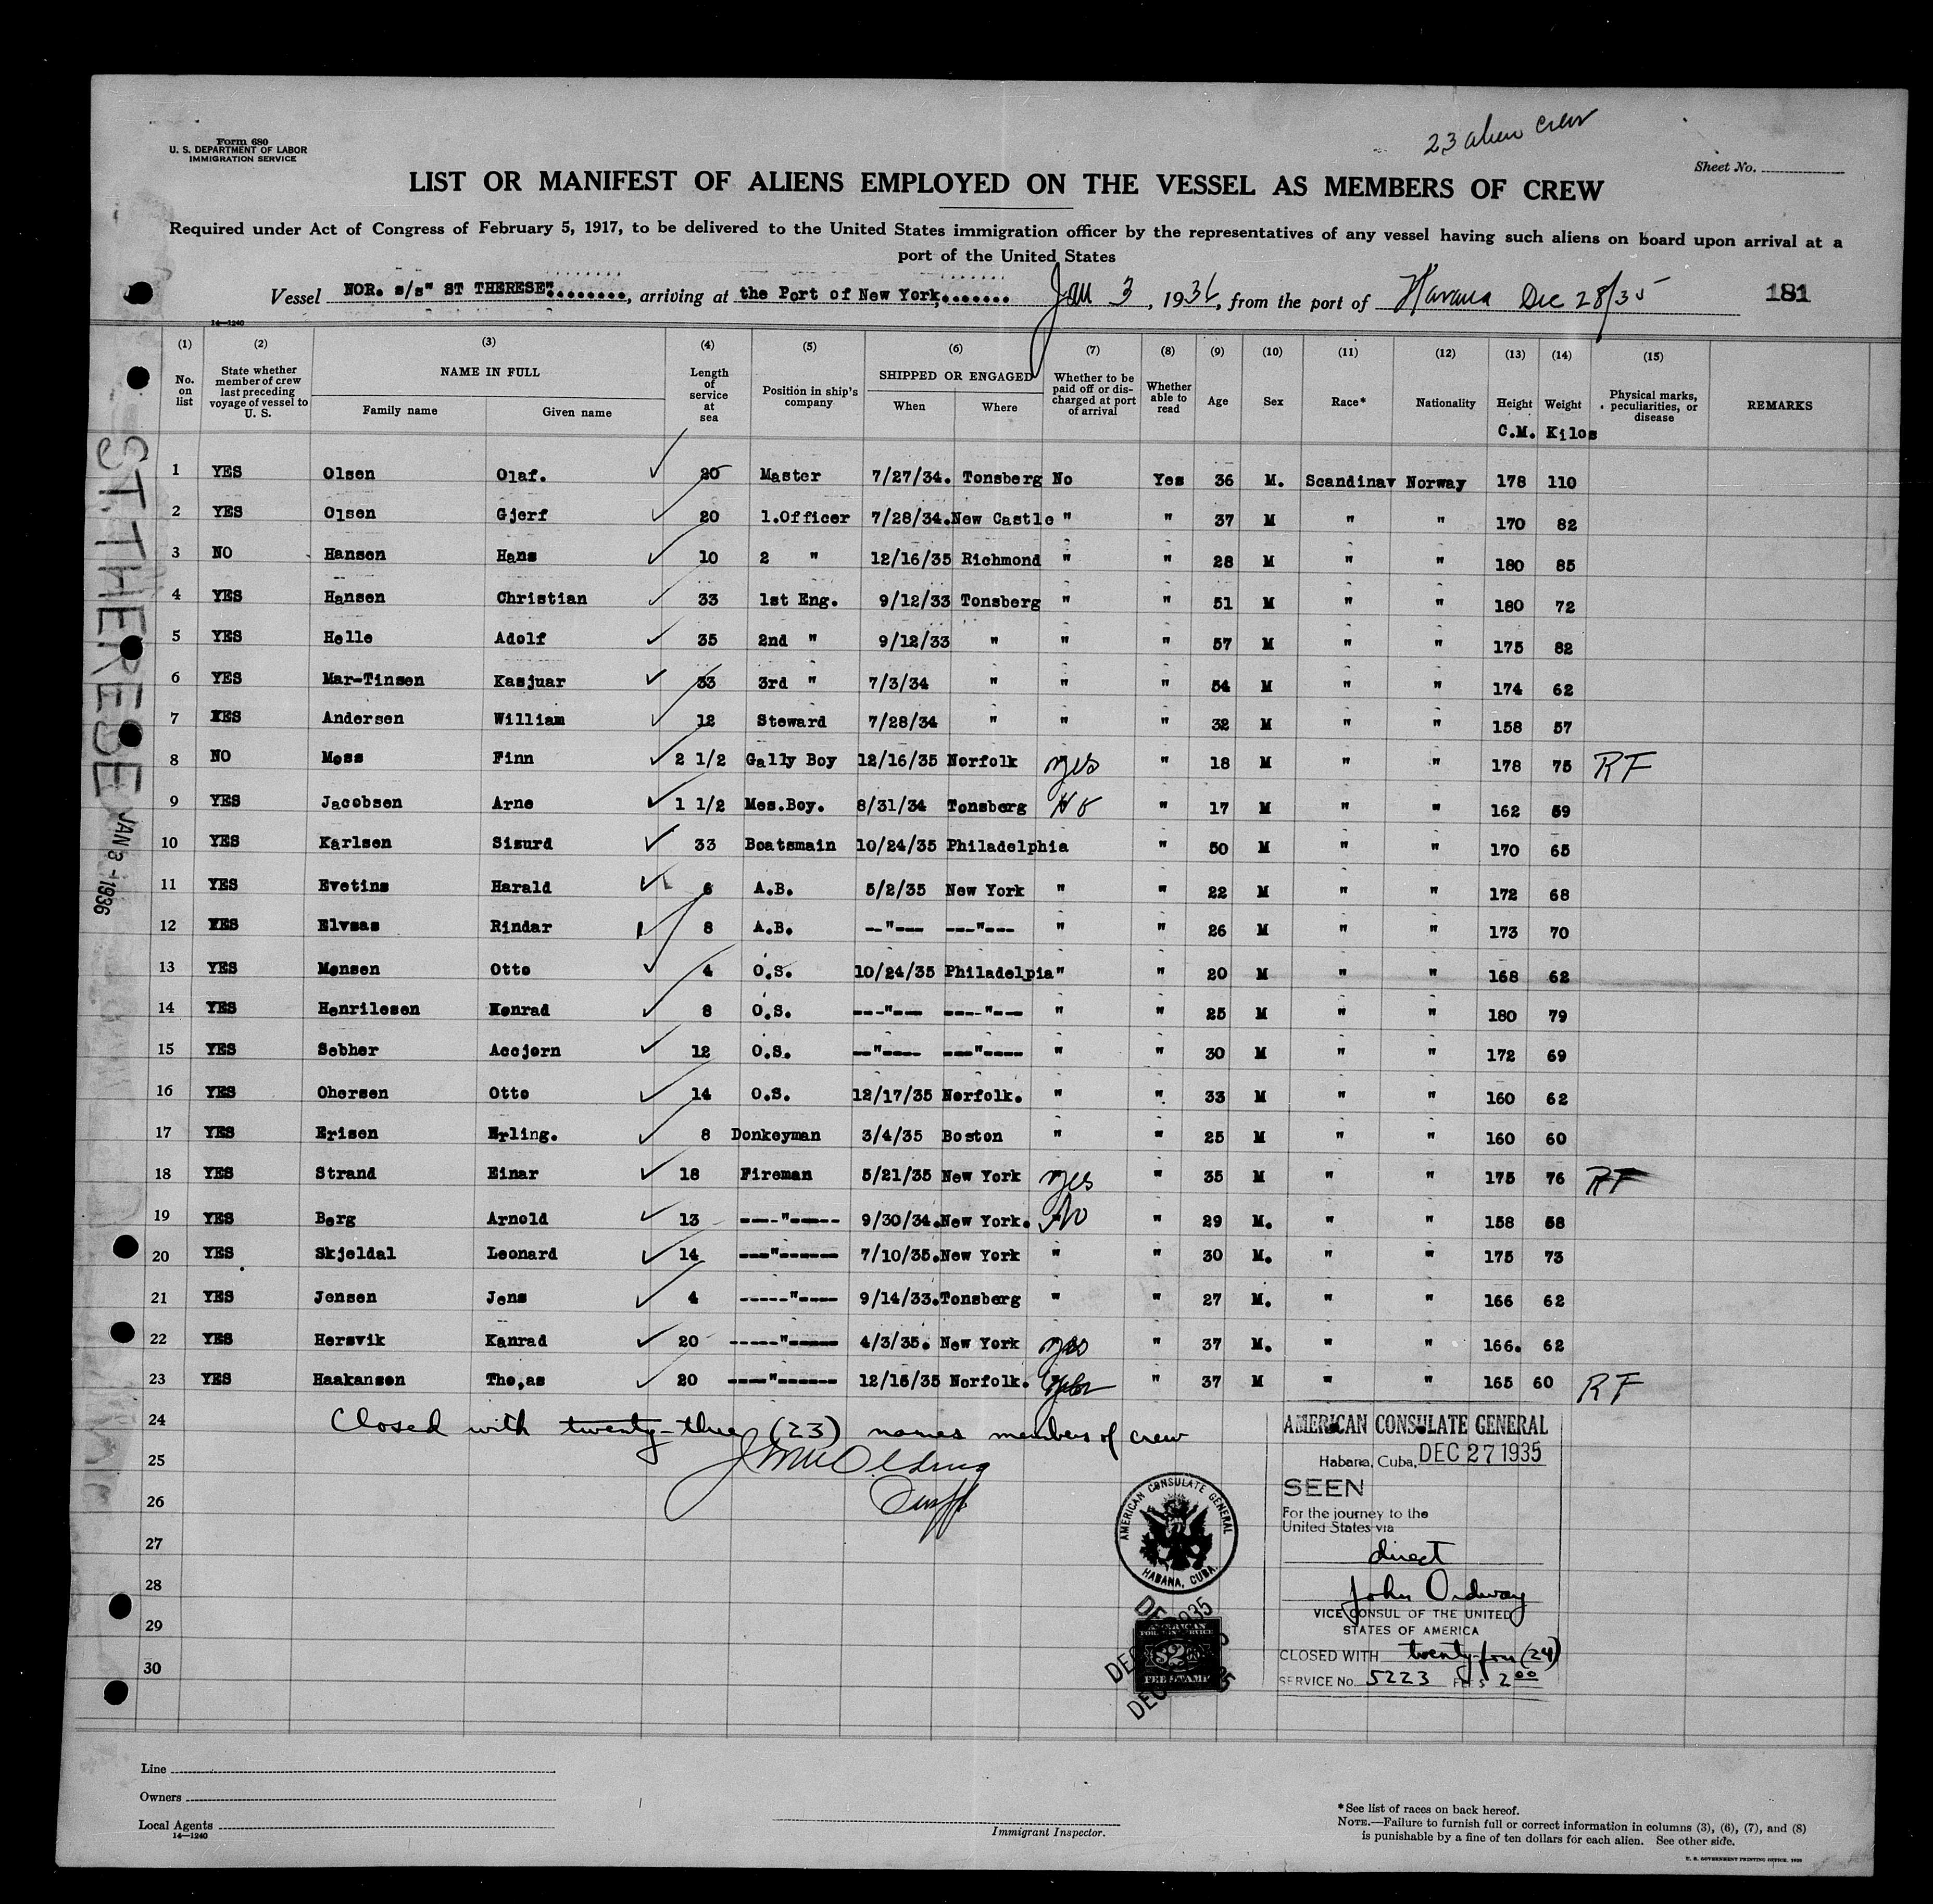 23 alien crew
Form 680
U. S. DEPARTMENT OF LABOR
IMMIGRATION SERVICE
Sheet No.
LIST OR MANIFEST OF ALIENS EMPLOYED ON THE VESSEL AS MEMBERS OF CREW
Required under Act of Congress of February 5, 1917, to be delivered to the United States immigration officer by the representatives of any vessel having such aliens on board upon arrival at a
port of the United States
Vessel NOR. s/s" ST THERESE"........, arriving at the Port of New York,....... Jan 3, 1936, from the port of Havana Dec 28/35 181
14—1240
(1) (2) (3) (4) (5) (6) (7) (8) (9) (10) (11) (12) (13) (14) (15)
No. on list State whether member of crew last preceding voyage of vessel to U. S. NAME IN FULL Family name Given name Length of service at sea Position in ship's company SHIPPED OR ENGAGED When Where Whether to be paid off or discharged at port of arrival Whether able to read Age Sex Race* Nationality Height Weight Physical marks, peculiarities, or disease REMARKS
C.M. Kilos
1 YES Olsen Olaf. 20 Master 7/27/34. Tonsberg No Yes 36 M. Scandinav Norway 178 110
2 YES Olsen Gjerf 20 1.Officer 7/28/34. New Castle " " 37 M " " 170 82
3 NO Hansen Hans 10 2 " 12/16/35 Richmond " " 28 M " " 180 85
4 YES Hansen Christian 33 1st Eng. 9/12/33 Tonsberg " " 51 M " " 180 72
5 YES Helle Adolf 35 2nd " 9/12/33 " " " 57 M " " 175 82
6 YES Mar-Tinsen Kasjuar 33 3rd " 7/3/34 " " " 54 M " " 174 62
7 YES Andersen William 12 Steward 7/28/34 " " " 32 M " " 158 57
8 NO Moss Finn 2 1/2 Gally Boy 12/16/35 Norfolk yes " 18 M " " 178 75 RF
9 YES Jacobsen Arne 1 1/2 Mes.Boy. 8/31/34 Tonsberg No " 17 M " " 162 59
10 YES Karlsen Sisurd 33 Boatsmain 10/24/35 Philadelphia " 50 M " " 170 65
11 YES Evetins Harald 6 A.B. 5/2/35 New York " " 22 M " " 172 68
12 YES Elvsas Rindar 8 A.B. --"--- ---"--- " " 26 M " " 173 70
13 YES Monsen Otto 4 O.S. 10/24/35 Philadelpia " " 20 M " " 168 62
14 YES Henrilesen Konrad 8 O.S. ---"--- ----"--- " " 25 M " " 180 79
15 YES Sebher Accjorn 12 O.S. --"---- ---"---- " " 30 M " " 172 69
16 YES Ohersen Otto 14 O.S. 12/17/35 Norfolk. " " 33 M " " 160 62
17 YES Erisen Erling. 8 Donkeyman 3/4/35 Boston " " 25 M " " 160 60
18 YES Strand Einar 18 Fireman 5/21/35 New York yes " 35 M " " 175 76 RF
19 YES Berg Arnold 13 ----"----- 9/30/34. New York. No " 29 M. " " 158 58
20 YES Skjeldal Leonard 14 ---"------ 7/10/35. New York " " 30 M. " " 175 73
21 YES Jensen Jens 4 -----"---- 9/14/33. Tonsberg " " 27 M. " " 166 62
22 YES Hersvik Kanrad 20 -----"----- 4/3/35. New York " 37 M. " " 166. 62
23 YES Haakansen Tho,as 20 ----"------ 12/15/35 Norfolk. " 37 M " " 165 60 RF
24 Closed with twenty-three (23) names members of crew
25
26
27
28
29
30
AMERICAN CONSULATE GENERAL
Habana, Cuba, DEC 27 1935
SEEN
For the journey to the
United States via
direct
John Ordway
VICE CONSUL OF THE UNITED
STATES OF AMERICA
CLOSED WITH twenty-four (24)
SERVICE No. 5223 FEES 2 00
AMERICAN CONSULATE GENERAL
HABANA, CUBA.
ST. THERESE
JAN 3 - 1936
Line
Owners
Local Agents
14—1240
Immigrant Inspector.
*See list of races on back hereof.
NOTE.—Failure to furnish full or correct information in columns (3), (6), (7), and (8)
is punishable by a fine of ten dollars for each alien. See other side.